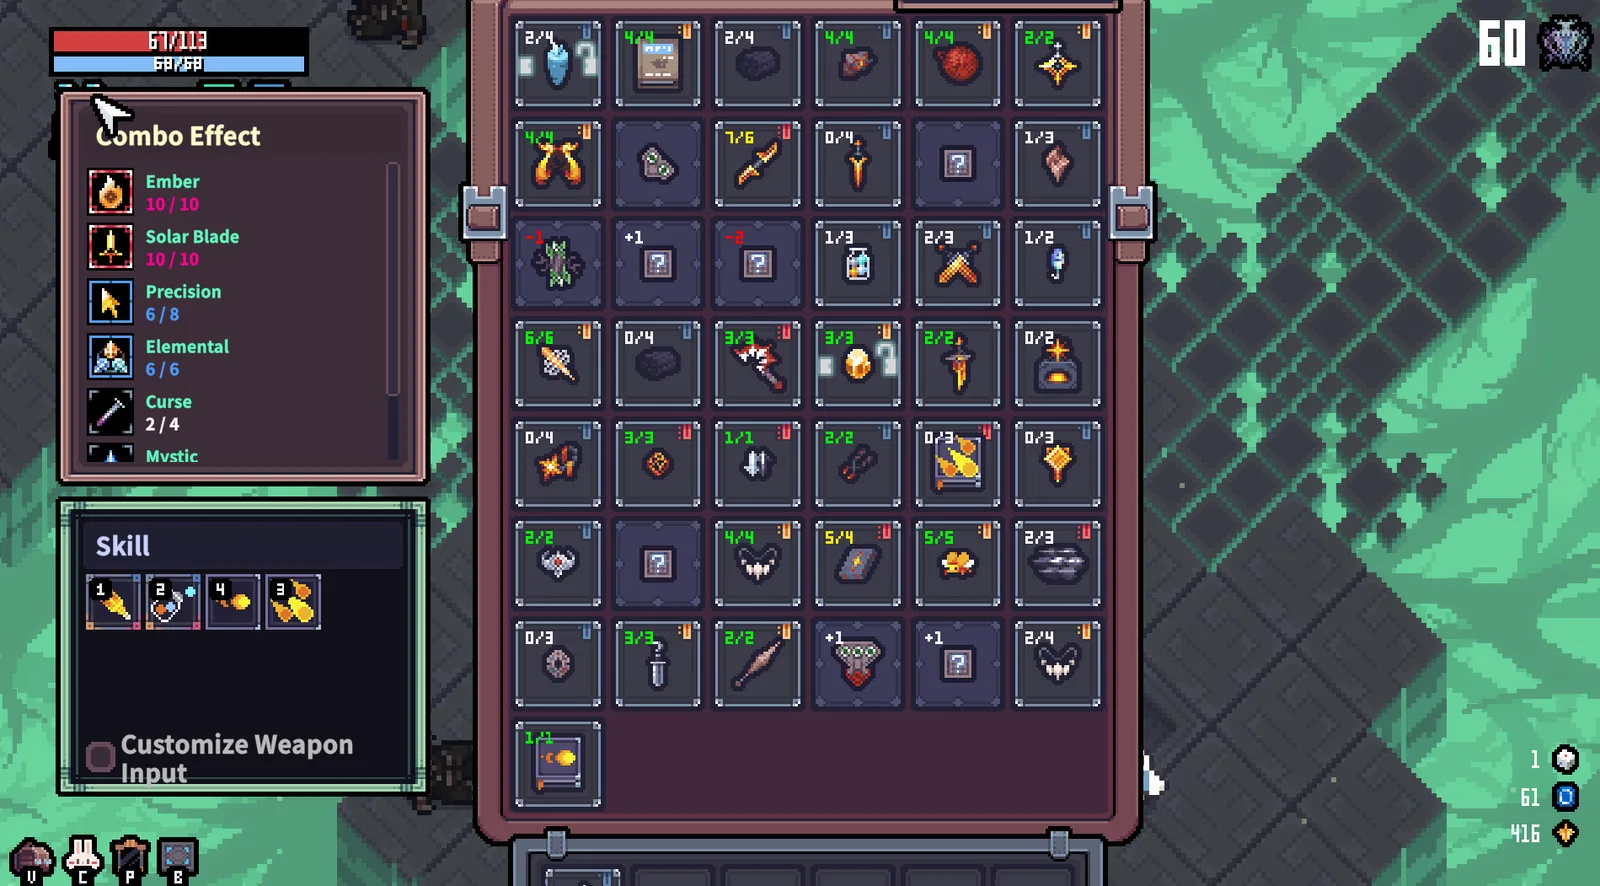 67/113
60/60
60
Combo Effect
Ember
10 / 10
Solar Blade
10 / 10
Precision
6 / 8
Elemental
6 / 6
Curse
2 / 4
Mystic
Skill
1 2 4 3
Customize Weapon
Input
V C P B
2/4 4/4 2/4 4/4 4/4 2/2
4/4 7/6 0/4 1/3
-1 +1 -2 1/3 2/3 1/2
6/6 0/4 3/3 3/3 2/2 0/2
0/4 3/3 1/1 2/2 0/3 0/3
2/2 4/4 5/4 5/5 2/3
0/3 3/3 2/2 +1 +1 2/4
1/1
1
61
416